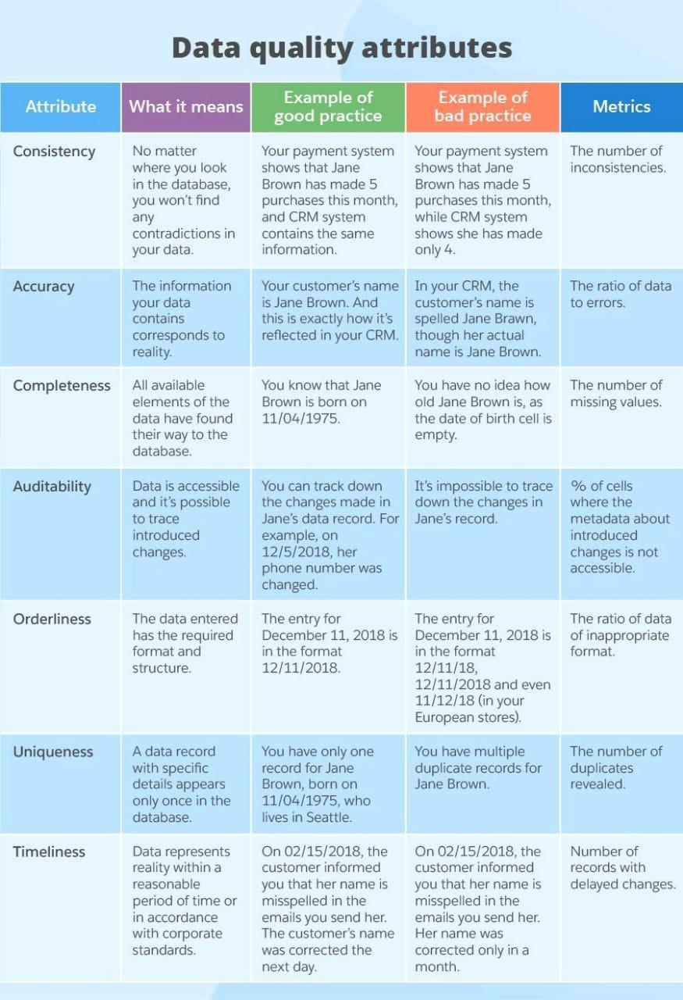 Data quality attributes
Attribute
What it means
Example of
good practice
Example of
bad practice
Metrics
Consistency
No matter
where you look
in the database,
you won't find
any
contradictions in
your data.
Your payment system
shows that Jane
Brown has made 5
purchases this month,
and CRM system
contains the same
information.
Your payment system
shows that Jane
Brown has made 5
purchases this month,
while CRM system
shows she has made
only 4.
The number of
inconsistencies.
Accuracy
The information
your data
contains
corresponds to
reality.
Your customer's name
is Jane Brown. And
this is exactly how it's
reflected in your CRM.
In your CRM, the
customer's name is
spelled Jane Brawn,
though her actual
name is Jane Brown.
The ratio of data
to errors.
Completeness
All available
elements of the
data have found
their way to the
database.
You know that Jane
Brown is born on
11/04/1975.
You have no idea how
old Jane Brown is, as
the date of birth cell is
empty.
The number of
missing values.
Auditability
Data is accessible
and it's possible
to trace
introduced
changes.
You can track down
the changes made in
Jane's data record. For
example, on
12/5/2018, her
phone number was
changed.
It's impossible to trace
down the changes in
Jane's record.
% of cells
where the
metadata about
introduced
changes is not
accessible.
Orderliness
The data entered
has the required
format and
structure.
The entry for
December 11, 2018 is
in the format
12/11/2018.
The entry for
December 11, 2018 is
in the format
12/11/18,
12/11/2018 and even
11/12/18 (in your
European stores).
The ratio of data
of inappropriate
format.
Uniqueness
A data record
with specific
details appears
only once in the
database.
You have only one
record for Jane
Brown, born on
11/04/1975, who
lives in Seattle.
You have multiple
duplicate records for
Jane Brown.
The number of
duplicates
revealed.
Timeliness
Data represents
reality within a
reasonable
period of time or
in accordance
with corporate
standards.
On 02/15/2018, the
customer informed
you that her name is
misspelled in the
emails you send her.
The customer's name
was corrected the
next day.
On 02/15/2018, the
customer informed
you that her name is
misspelled in the
emails you send her.
Her name was
corrected only in a
month.
Number of
records with
delayed changes.